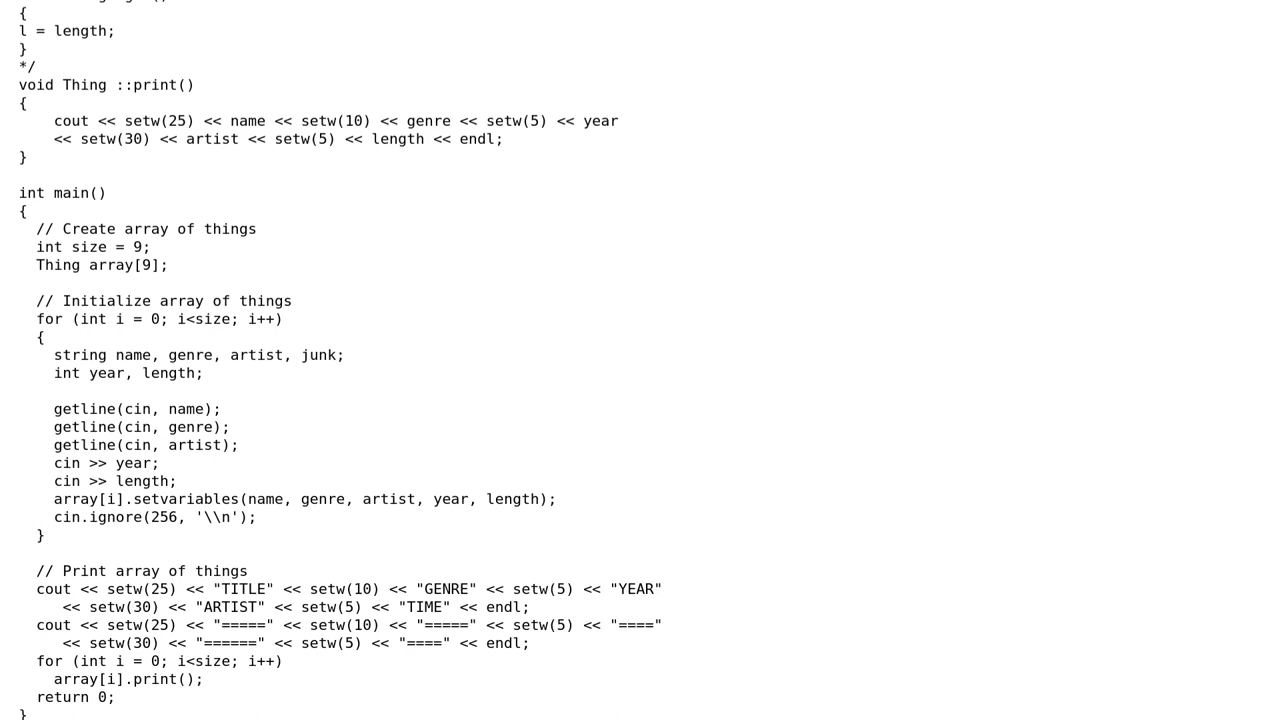 {
l = length;
}
*/
void Thing ::print()
{
    cout << setw(25) << name << setw(10) << genre << setw(5) << year
    << setw(30) << artist << setw(5) << length << endl;
}

int main()
{
  // Create array of things
  int size = 9;
  Thing array[9];

  // Initialize array of things
  for (int i = 0; i<size; i++)
  {
    string name, genre, artist, junk;
    int year, length;

    getline(cin, name);
    getline(cin, genre);
    getline(cin, artist);
    cin >> year;
    cin >> length;
    array[i].setvariables(name, genre, artist, year, length);
    cin.ignore(256, '\\n');
  }

  // Print array of things
  cout << setw(25) << "TITLE" << setw(10) << "GENRE" << setw(5) << "YEAR"
     << setw(30) << "ARTIST" << setw(5) << "TIME" << endl;
  cout << setw(25) << "=====" << setw(10) << "=====" << setw(5) << "===="
     << setw(30) << "======" << setw(5) << "====" << endl;
  for (int i = 0; i<size; i++)
    array[i].print();
  return 0;
}